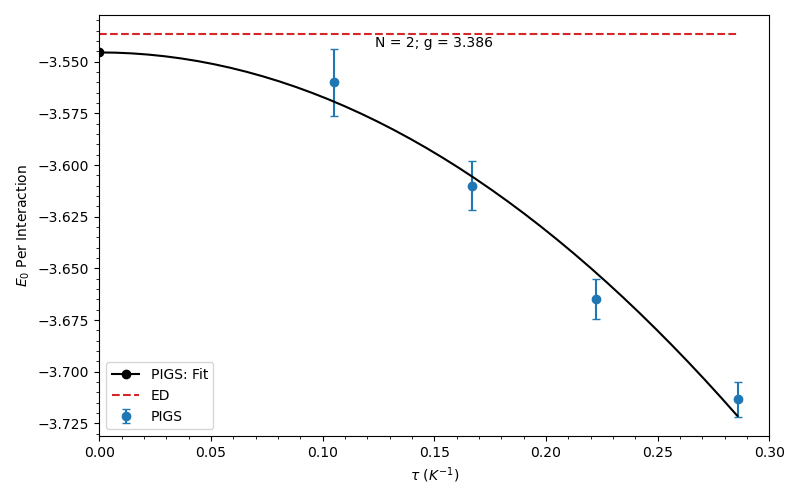 N = 2; g = 3.386
E₀ Per Interaction
−3.550
−3.575
−3.600
−3.625
−3.650
−3.675
−3.700
−3.725
PIGS: Fit
ED
PIGS
0.00 0.05 0.10 0.15 0.20 0.25 0.30
τ (K⁻¹)